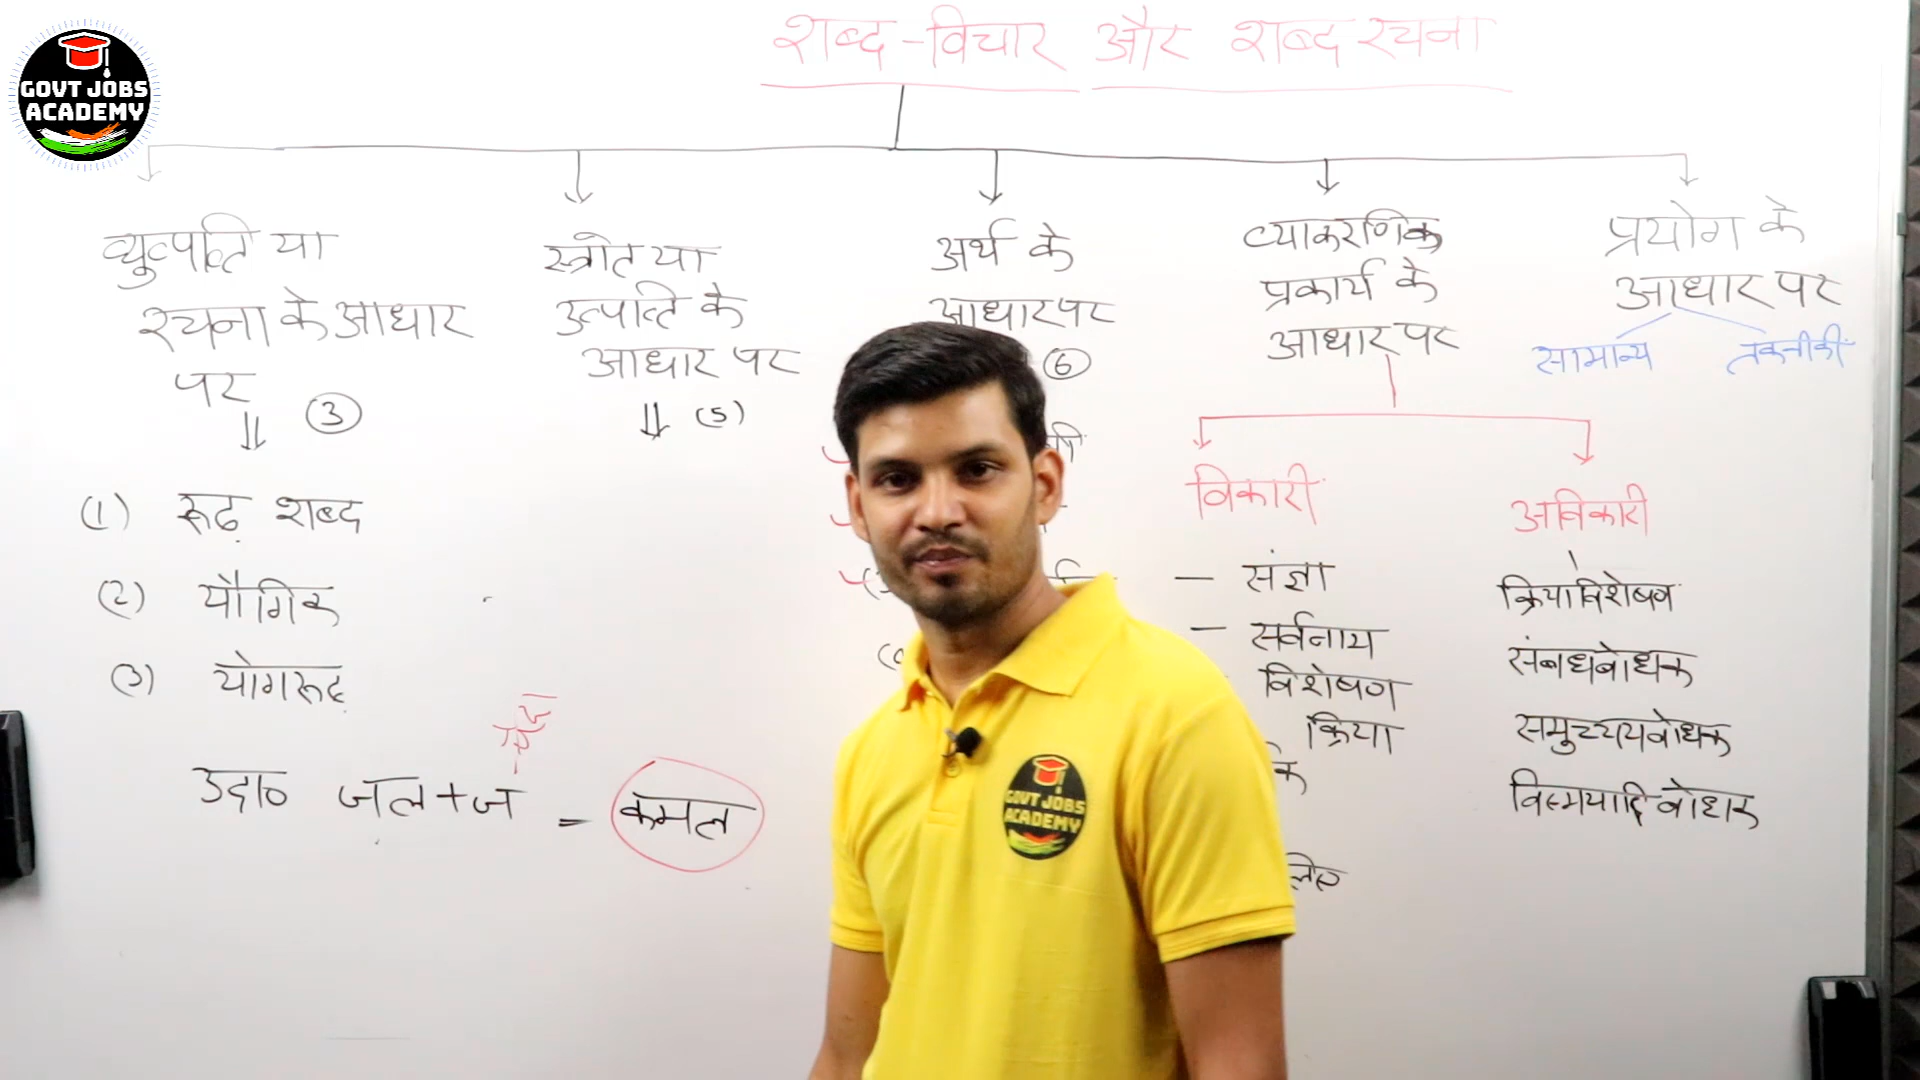 GOVT JOBS
ACADEMY
शब्द-विचार और शब्द रचना
व्युत्पत्ति या
रचना के आधार
पर
(3)
(1) रूढ़ शब्द
(2) यौगिक
(3) योगरूढ़
उदा० जल+ज = कमल
स्त्रोत या
उत्पत्ति के
आधार पर
(5)
अर्थ के
आधार पर
(6)
व्याकरणिक
प्रकार्य के
आधार पर
विकारी
- संज्ञा
- सर्वनाम
विशेषण
क्रिया
अविकारी
क्रियाविशेषण
संबधबोधक
समुच्चयबोधक
विस्मयादिबोधक
प्रयोग के
आधार पर
सामान्य तकनीकी
GOVT JOBS
ACADEMY